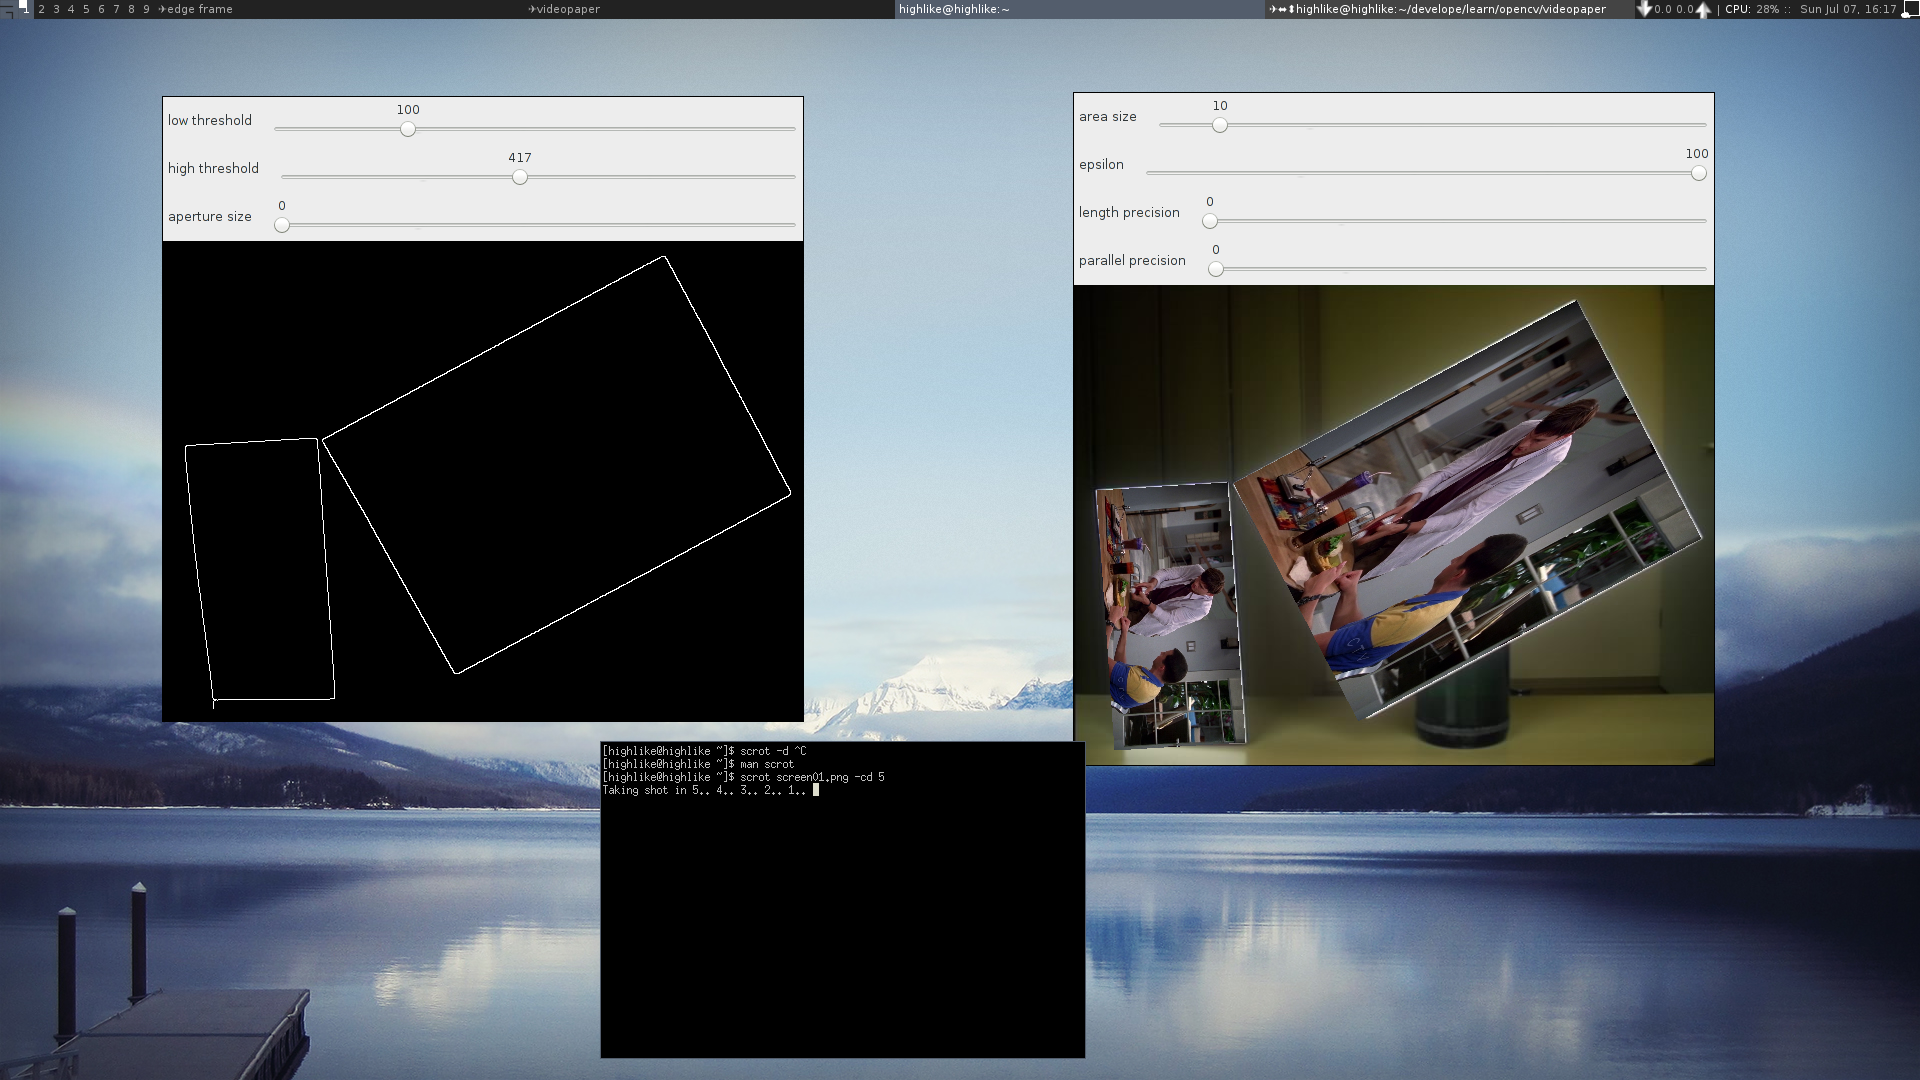 1 2 3 4 5 6 7 8 9 ✈edge frame ✈videopaper highlike@highlike:~ ✈⬌⬍highlike@highlike:~/develope/learn/opencv/videopaper 0.0 0.0 | CPU: 28% :: Sun Jul 07, 16:17
100
low threshold
417
high threshold
0
aperture size
10
area size
100
epsilon
0
length precision
0
parallel precision
[highlike@highlike ~]$ scrot -d ^C
[highlike@highlike ~]$ man scrot
[highlike@highlike ~]$ scrot screen01.png -cd 5
Taking shot in 5.. 4.. 3.. 2.. 1..